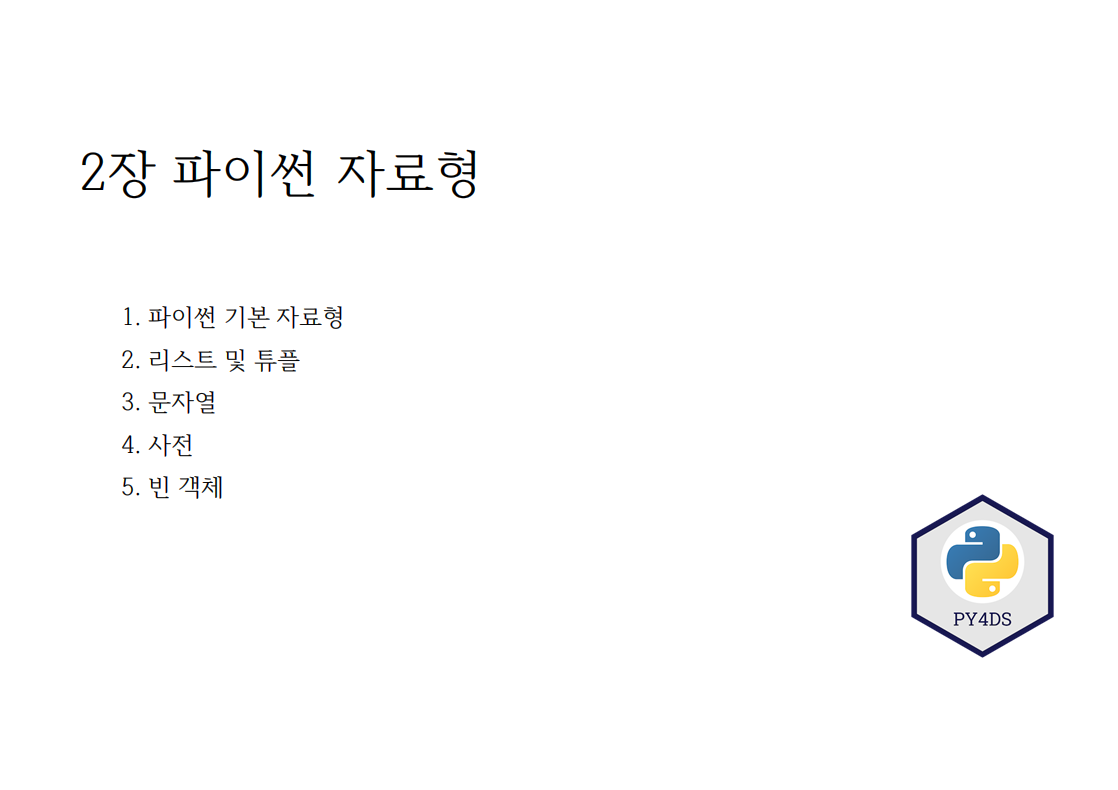 2장 파이썬 자료형
1. 파이썬 기본 자료형
2. 리스트 및 튜플
3. 문자열
4. 사전
5. 빈 객체
PY4DS